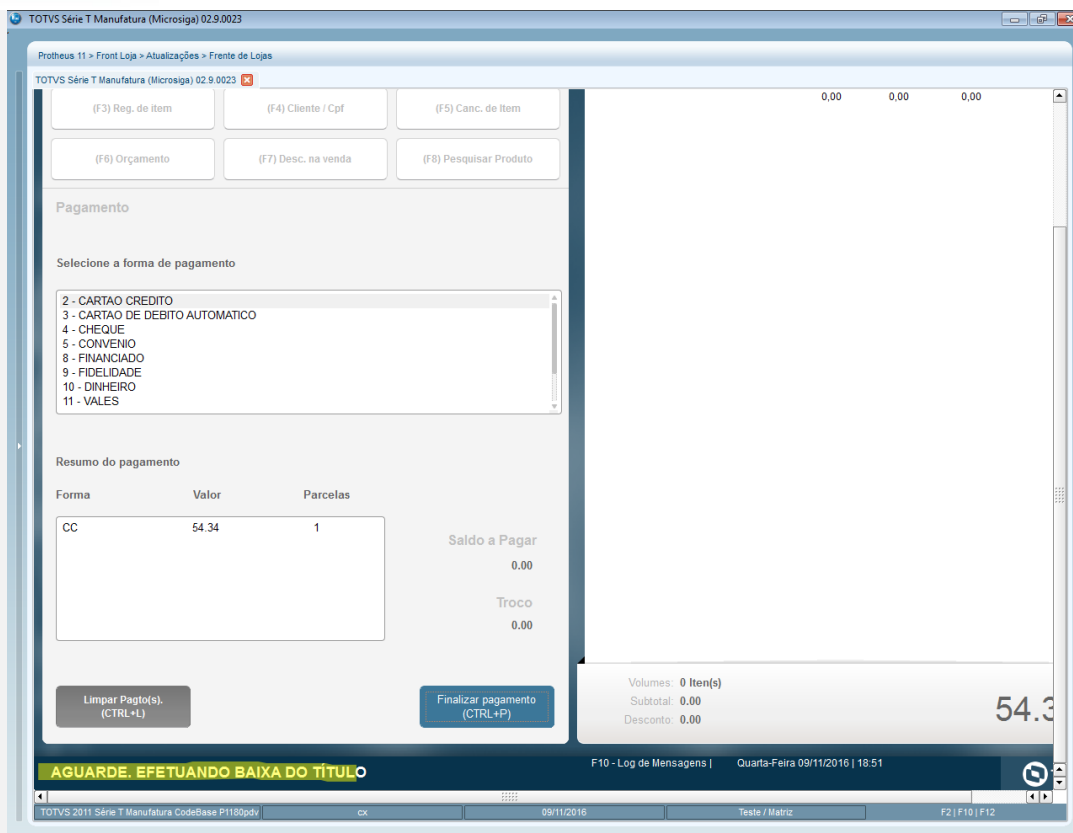 TOTVS Série T Manufatura (Microsiga) 02.9.0023
Protheus 11 > Front Loja > Atualizações > Frente de Lojas
TOTVS Série T Manufatura (Microsiga) 02.9.0023
(F3) Reg. de item
(F4) Cliente / Cpf
(F5) Canc. de Item
0,00 0,00 0,00
(F6) Orçamento
(F7) Desc. na venda
(F8) Pesquisar Produto
Pagamento
Selecione a forma de pagamento
2 - CARTAO CREDITO
3 - CARTAO DE DEBITO AUTOMATICO
4 - CHEQUE
5 - CONVENIO
8 - FINANCIADO
9 - FIDELIDADE
10 - DINHEIRO
11 - VALES
Resumo do pagamento
Forma Valor Parcelas
CC 54.34 1
Saldo a Pagar
0.00
Troco
0.00
Limpar Pagto(s).
(CTRL+L)
Finalizar pagamento
(CTRL+P)
Volumes: 0 Iten(s)
Subtotal: 0.00
Desconto: 0.00
54.3
AGUARDE. EFETUANDO BAIXA DO TÍTULO
F10 - Log de Mensagens | Quarta-Feira 09/11/2016 | 18:51
TOTVS 2011 Série T Manufatura CodeBase P1180pdv cx 09/11/2016 Teste / Matriz F2 | F10 | F12